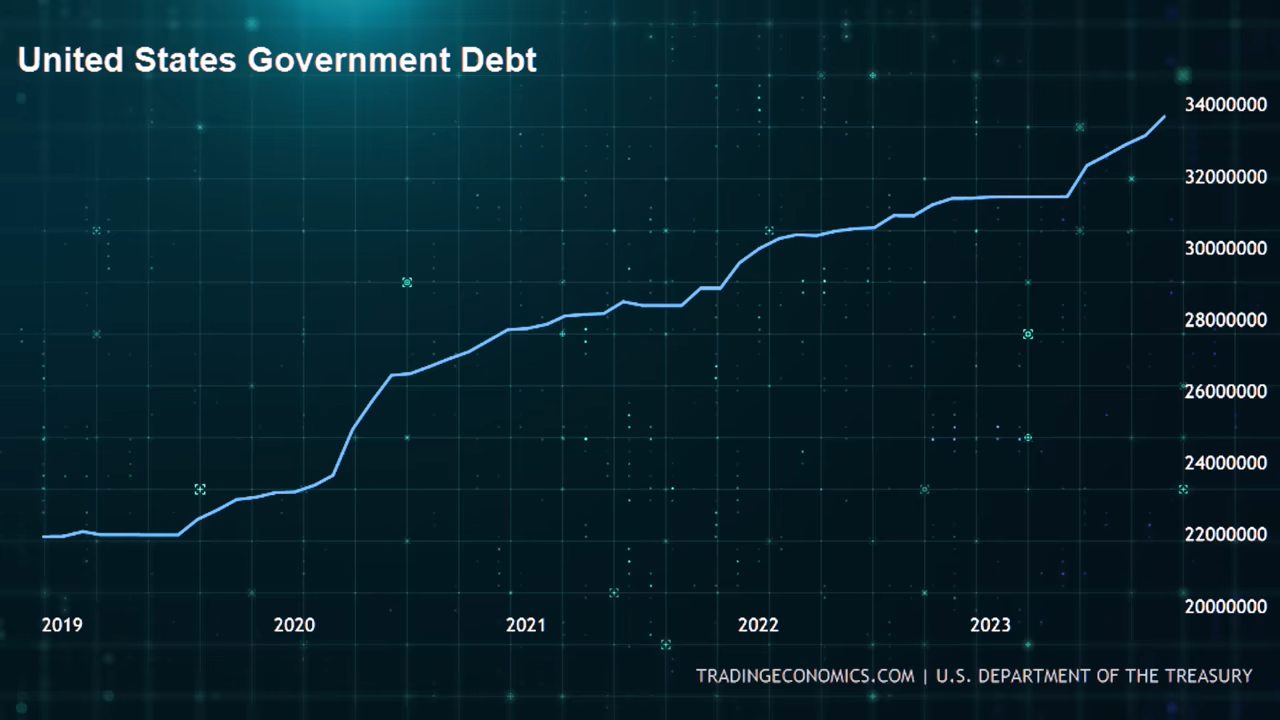 United States Government Debt
34000000
32000000
30000000
28000000
26000000
24000000
22000000
20000000
2019 2020 2021 2022 2023
TRADINGECONOMICS.COM | U.S. DEPARTMENT OF THE TREASURY